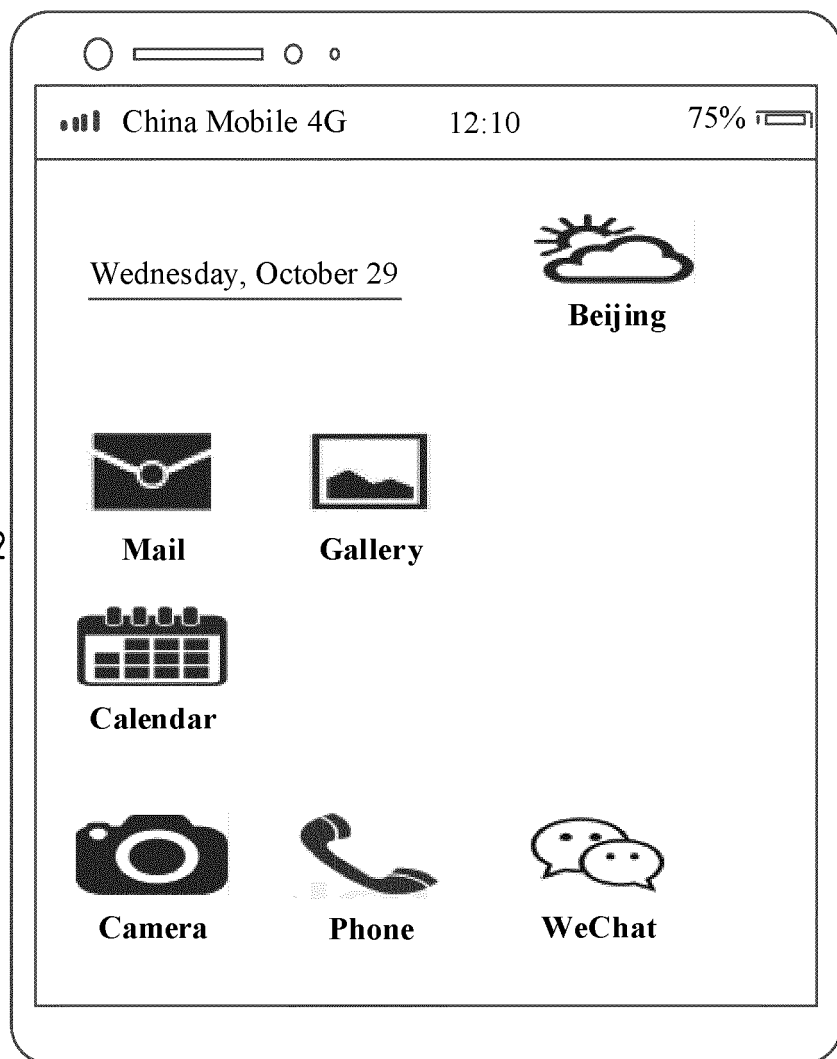 China Mobile 4G 12:10 75%
Wednesday, October 29
Beijing
Mail Gallery
Calendar
Camera Phone WeChat